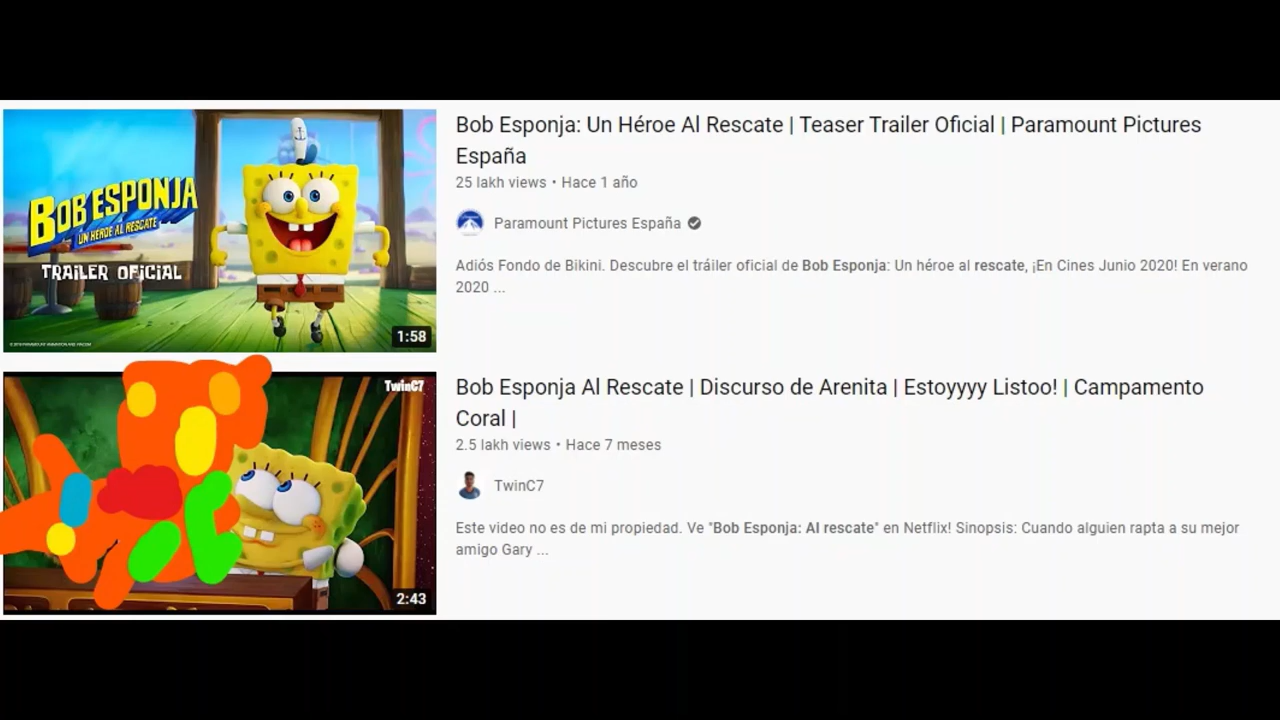 BOB ESPONJA
UN HÉROE AL RESCATE
TRAILER OFICIAL
1:58
Bob Esponja: Un Héroe Al Rescate | Teaser Trailer Oficial | Paramount Pictures
España
25 lakh views • Hace 1 año
Paramount Pictures España
Adiós Fondo de Bikini. Descubre el tráiler oficial de Bob Esponja: Un héroe al rescate, ¡En Cines Junio 2020! En verano
2020 ...
TwinC7
2:43
Bob Esponja Al Rescate | Discurso de Arenita | Estoyyyy Listoo! | Campamento
Coral |
2.5 lakh views • Hace 7 meses
TwinC7
Este video no es de mi propiedad. Ve "Bob Esponja: Al rescate" en Netflix! Sinopsis: Cuando alguien rapta a su mejor
amigo Gary ...